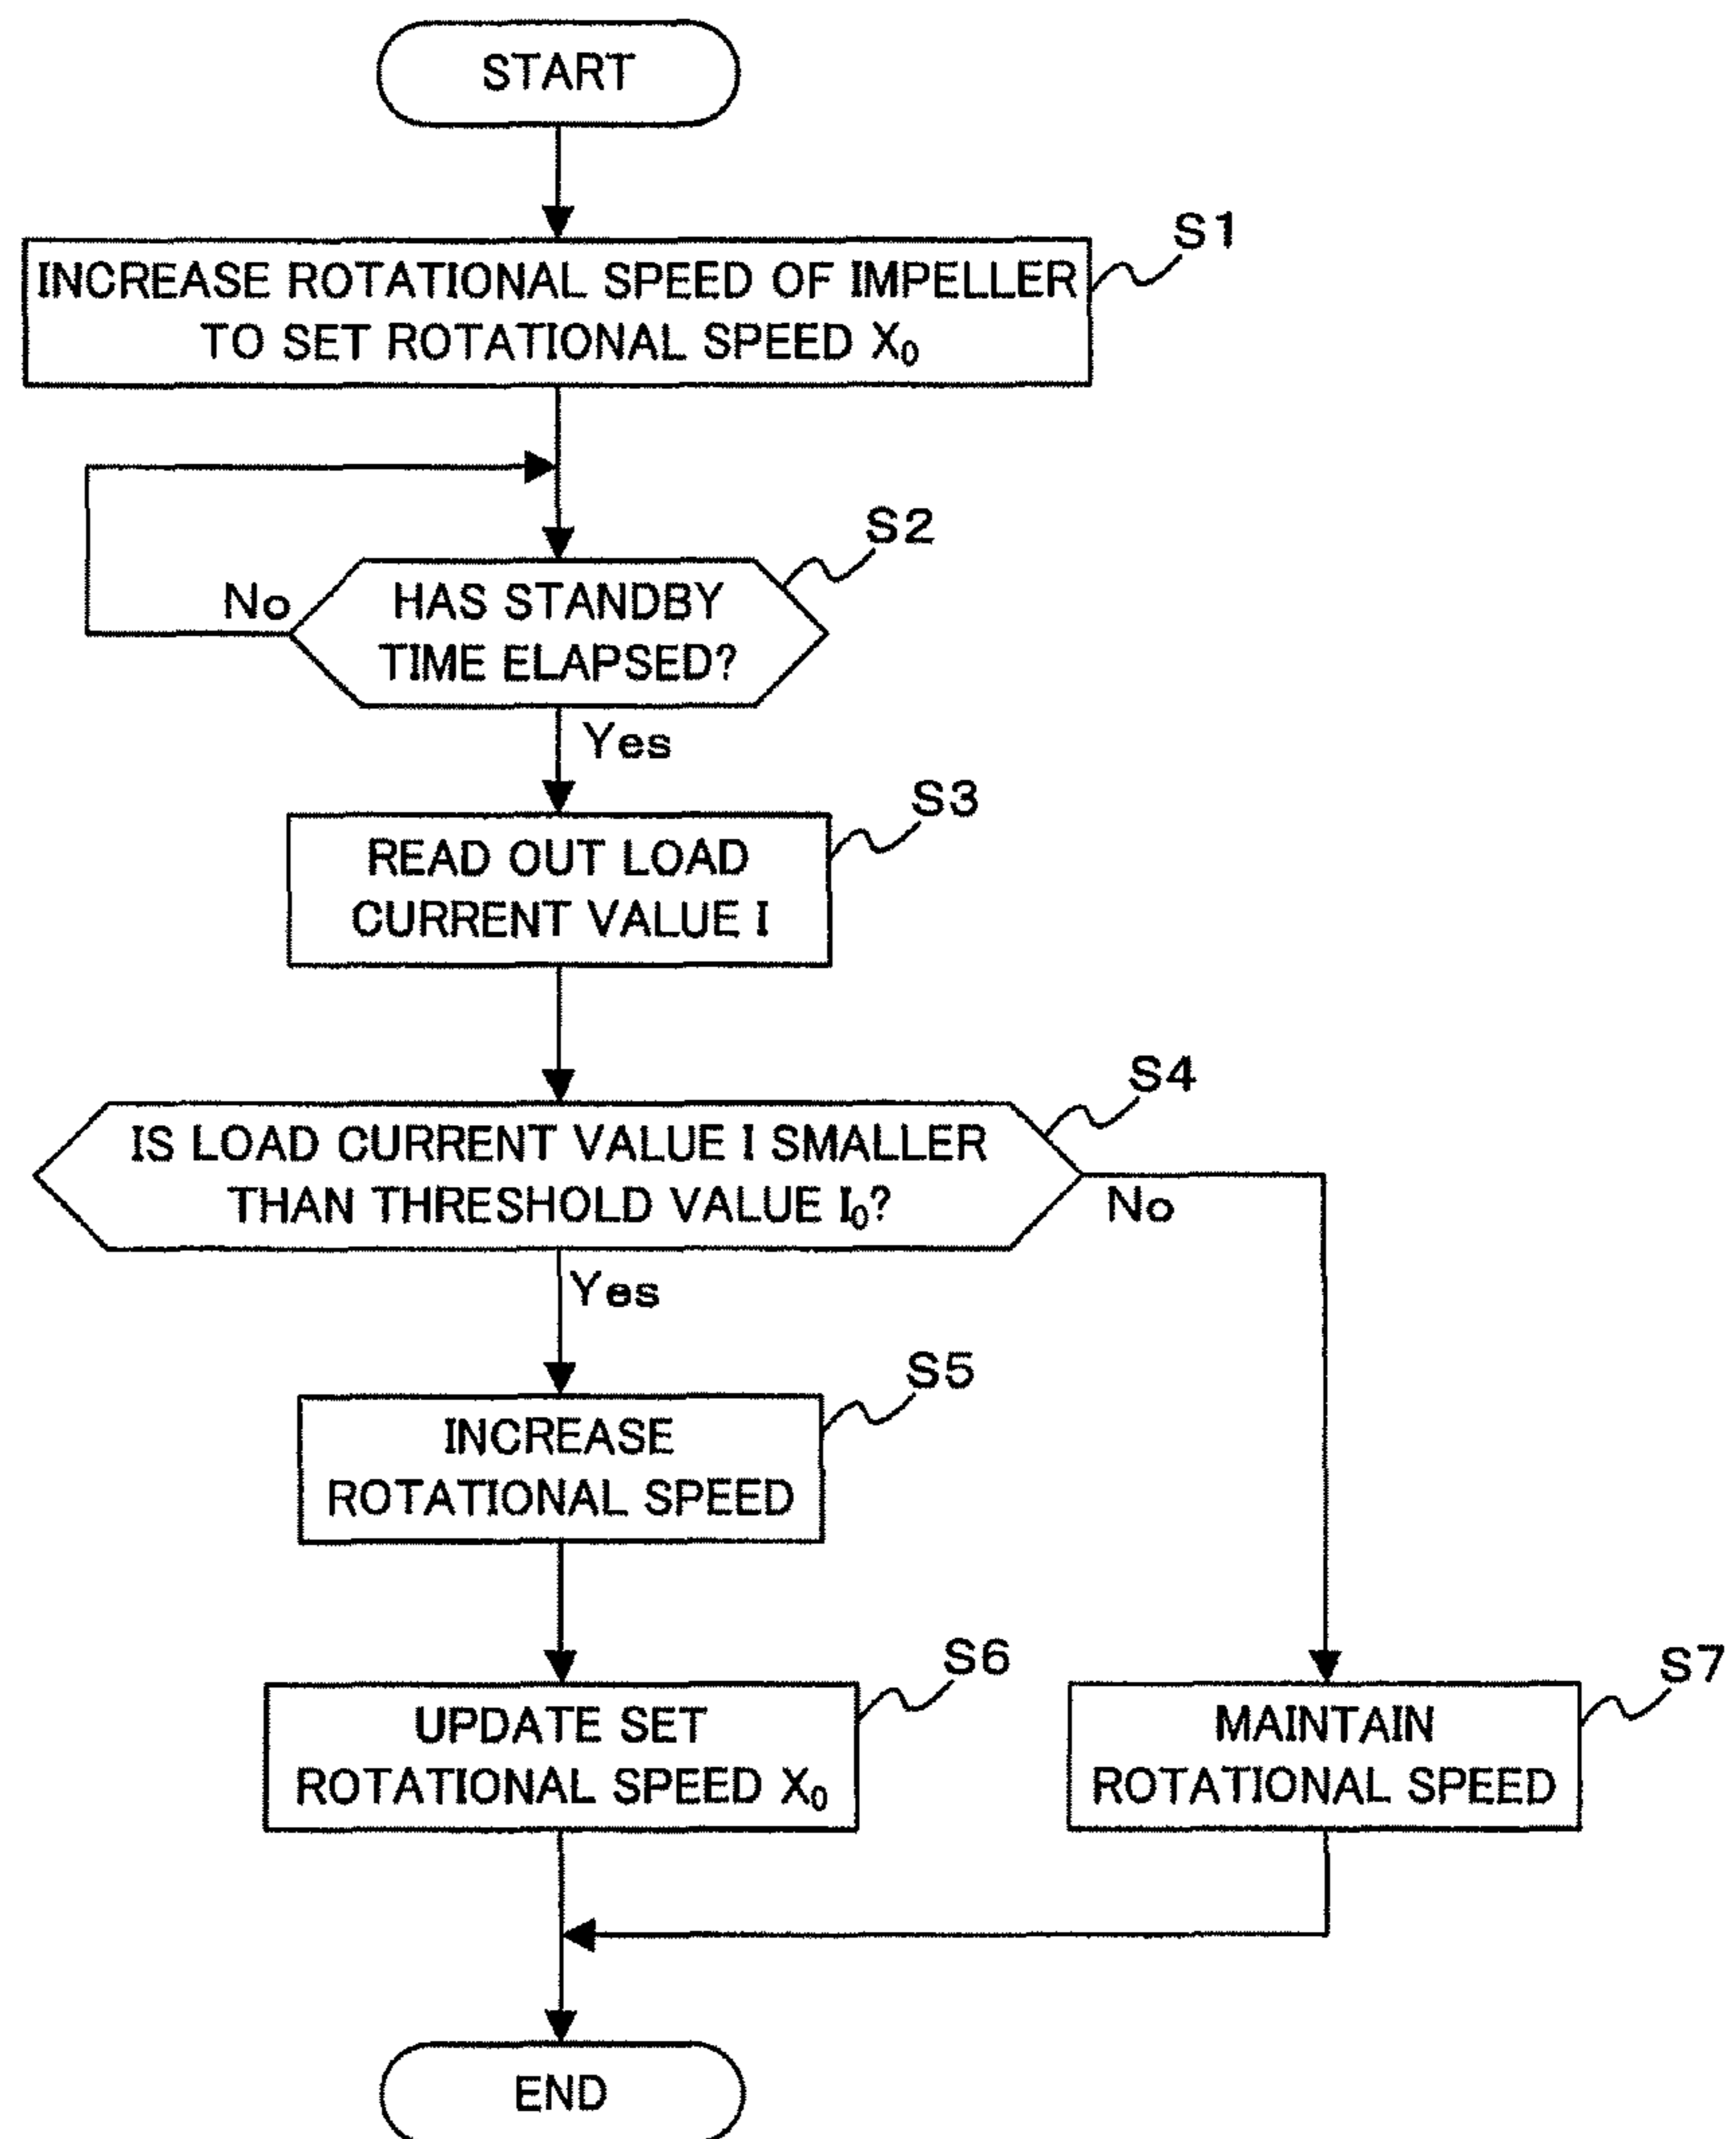 START
S1
INCREASE ROTATIONAL SPEED OF IMPELLER
TO SET ROTATIONAL SPEED X₀
S2
No
HAS STANDBY
TIME ELAPSED?
Yes
S3
READ OUT LOAD
CURRENT VALUE I
S4
IS LOAD CURRENT VALUE I SMALLER
THAN THRESHOLD VALUE I₀?
No
Yes
S5
INCREASE
ROTATIONAL SPEED
S6
UPDATE SET
ROTATIONAL SPEED X₀
S7
MAINTAIN
ROTATIONAL SPEED
END